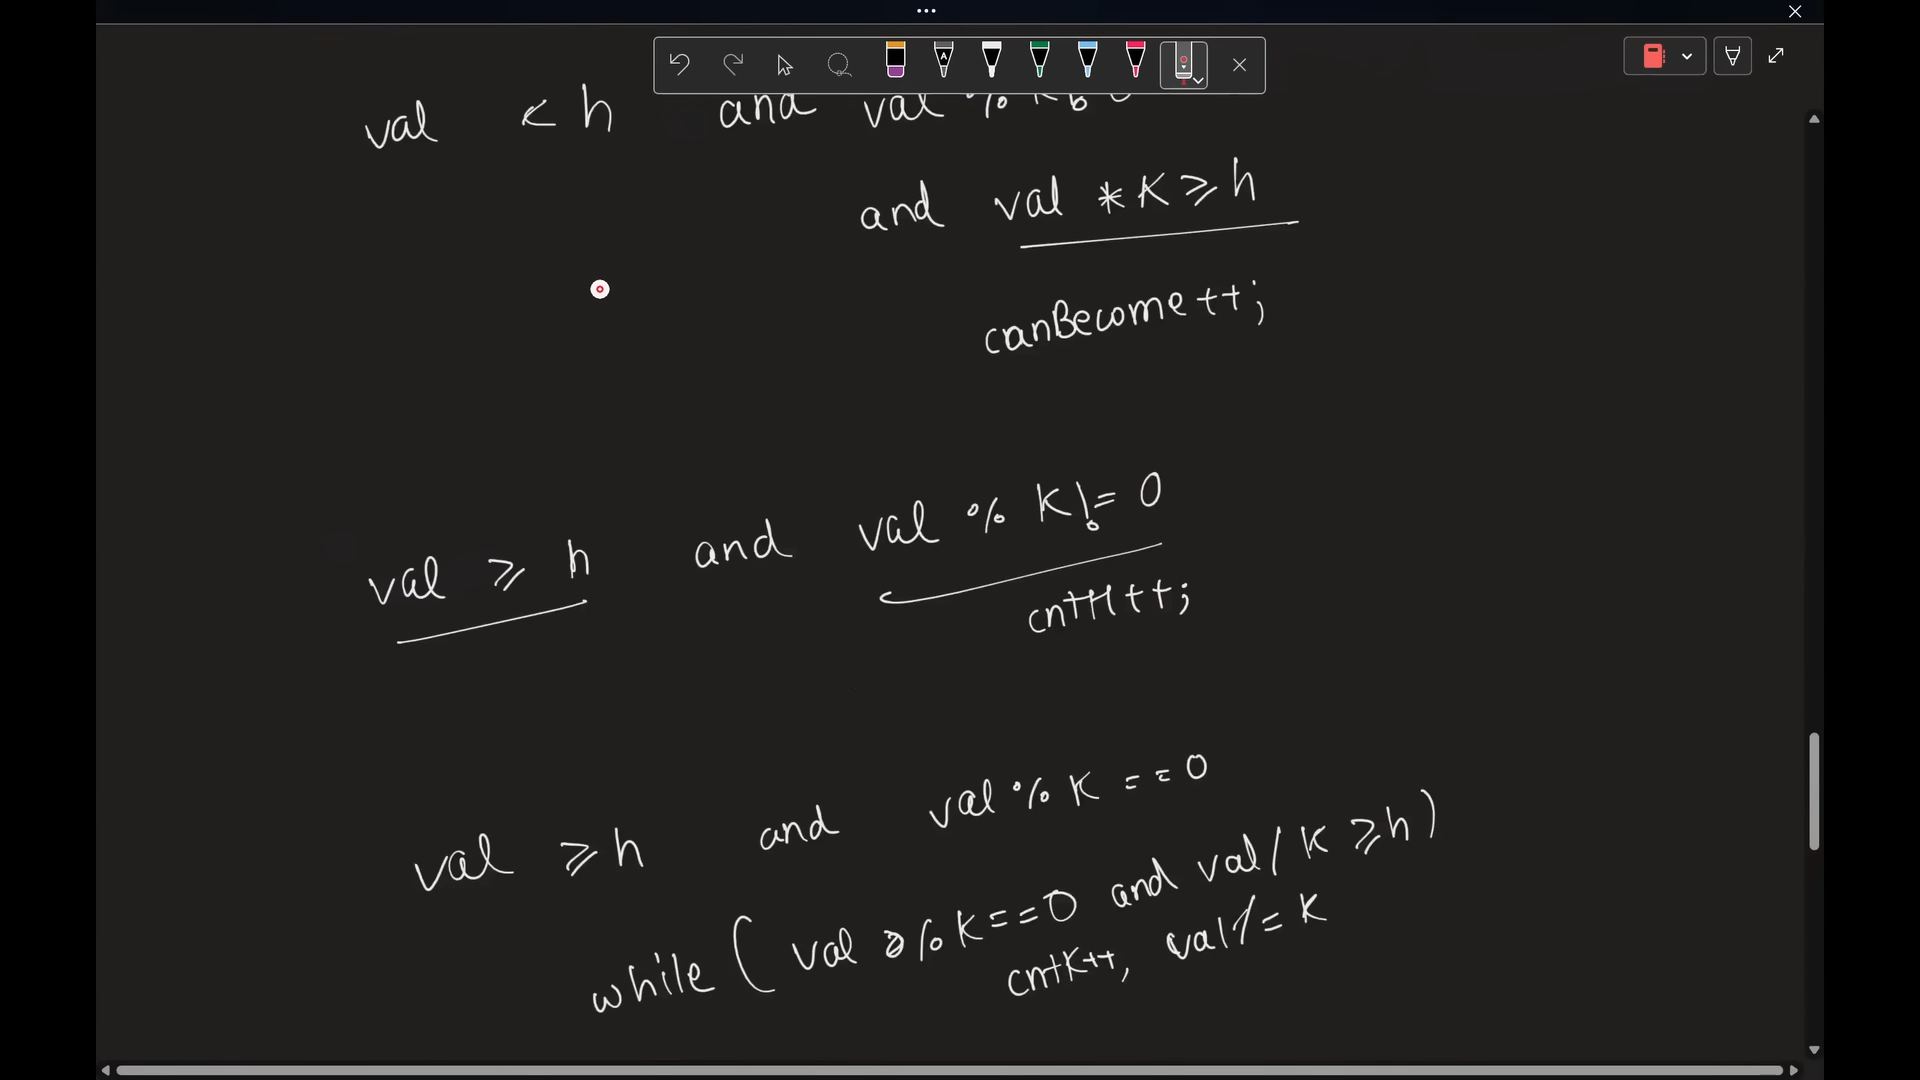 val < h and val % K
and val * K ≥ h
canBecome++;
val ≥ h and val % K != 0
cntH++;
val ≥ h and val % K == 0
while ( val % K == 0 and val / K ≥ h )
cntK++, val /= K